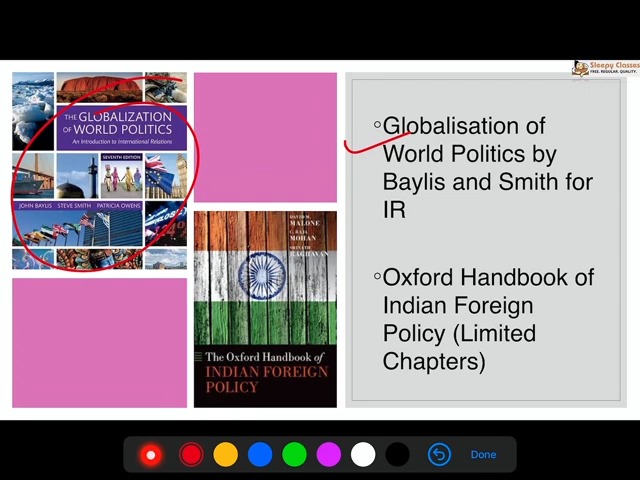 Sleepy Classes
FREE. REGULAR. QUALITY.
THE GLOBALIZATION
OF WORLD POLITICS
An Introduction to International Relations
SEVENTH EDITION
JOHN BAYLIS STEVE SMITH PATRICIA OWENS
DAVID M.
MALONE
C. RAJA
MOHAN
SRINATH
RAGHAVAN
The Oxford Handbook of
INDIAN FOREIGN
POLICY
Globalisation of
World Politics by
Baylis and Smith for
IR
Oxford Handbook of
Indian Foreign
Policy (Limited
Chapters)
Done